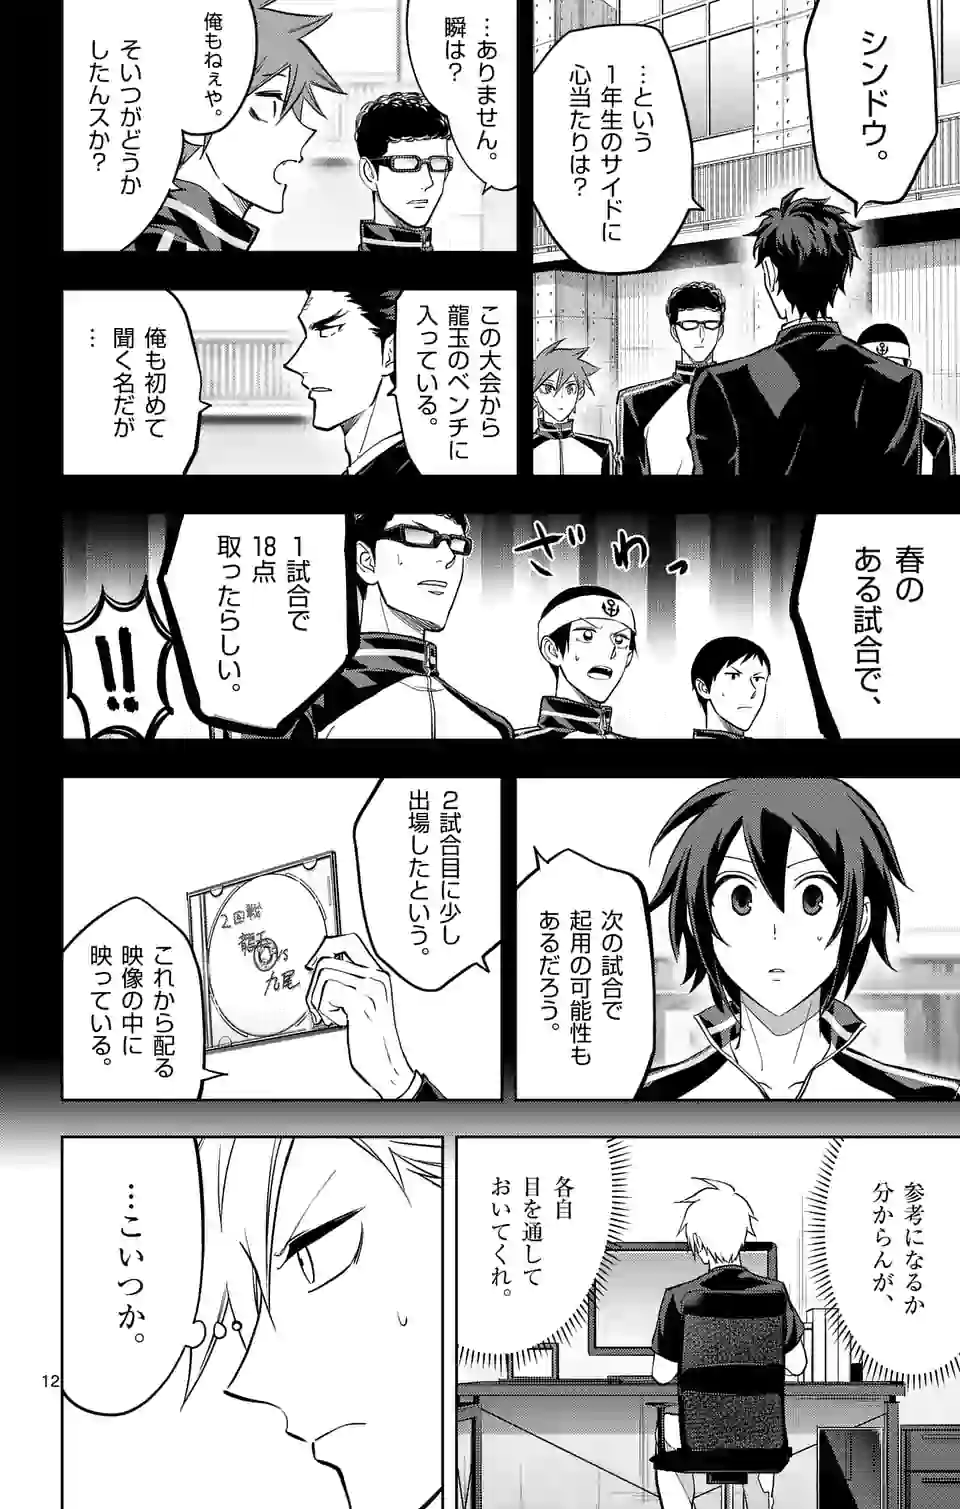 シンドウ。
…という
１年生のサイドに
心当たりは？
…ありません。
瞬は？
俺もねぇや。
そいつがどうか
したんスか？
この大会から
龍玉のベンチに
入っている。
俺も初めて
聞く名だが
…
春の
ある試合で、
ざわっ
１試合で
18点
取ったらしい。
!!
次の試合で
起用の可能性も
あるだろう。
２試合目に少し
出場したという。
2回戦
龍玉
VS
九尾
これから配る
映像の中に
映っている。
参考になるか
分からんが、
各自
目を通して
おいてくれ。
…こいつか。
12